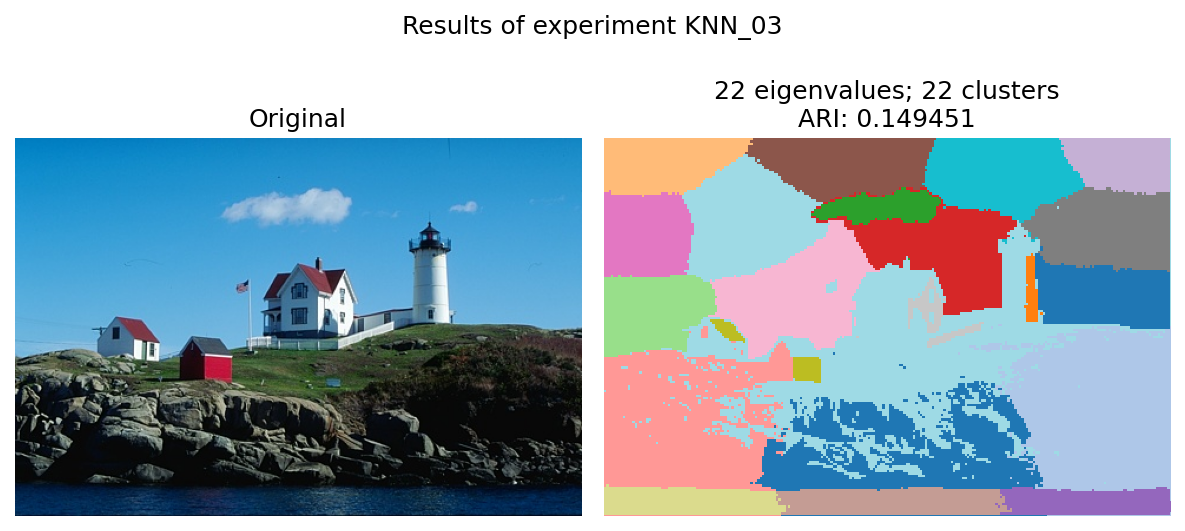 Results of experiment KNN_03
Original
22 eigenvalues; 22 clusters
ARI: 0.149451